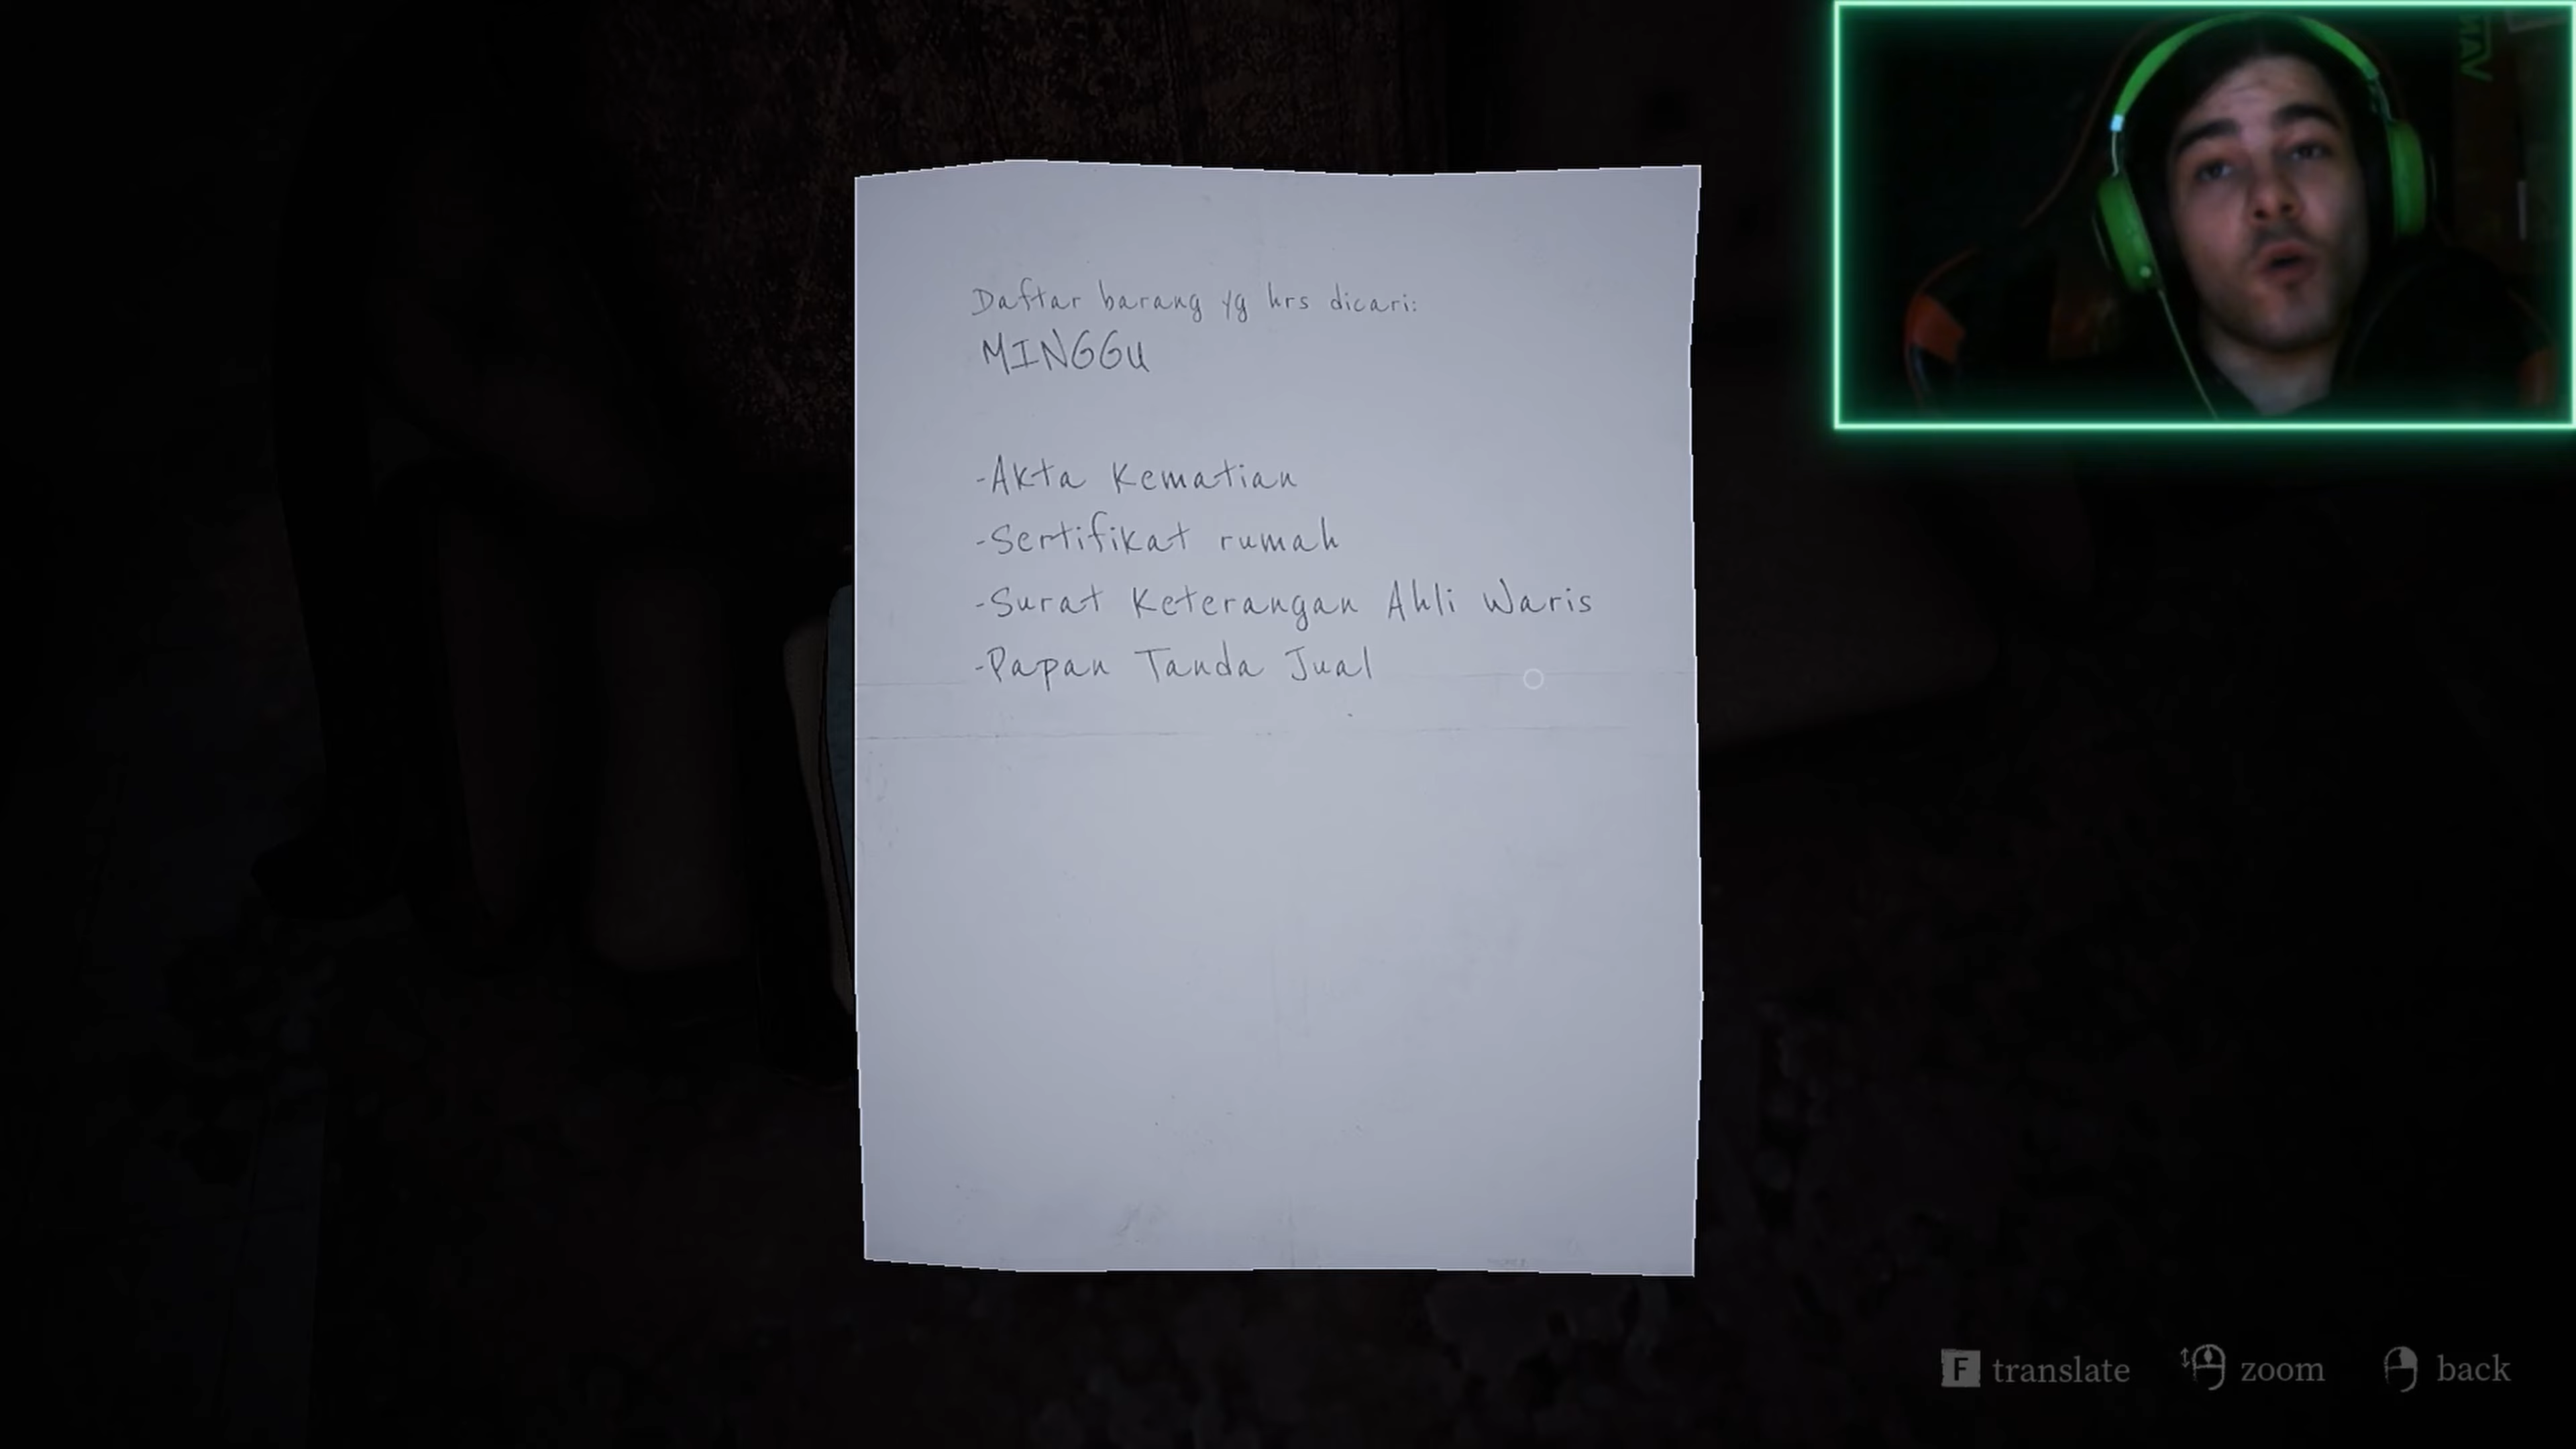 Daftar barang yg hrs dicari:
MINGGU
-Akta Kematian
-Sertifikat rumah
-Surat Keterangan Ahli Waris
-Papan Tanda Jual
F translate zoom back